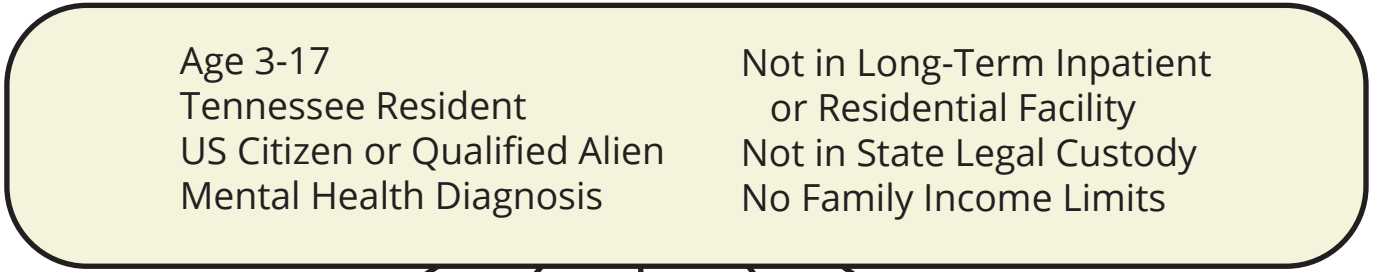 Age 3-17
Tennessee Resident
US Citizen or Qualified Alien
Mental Health Diagnosis
Not in Long-Term Inpatient
or Residential Facility
Not in State Legal Custody
No Family Income Limits